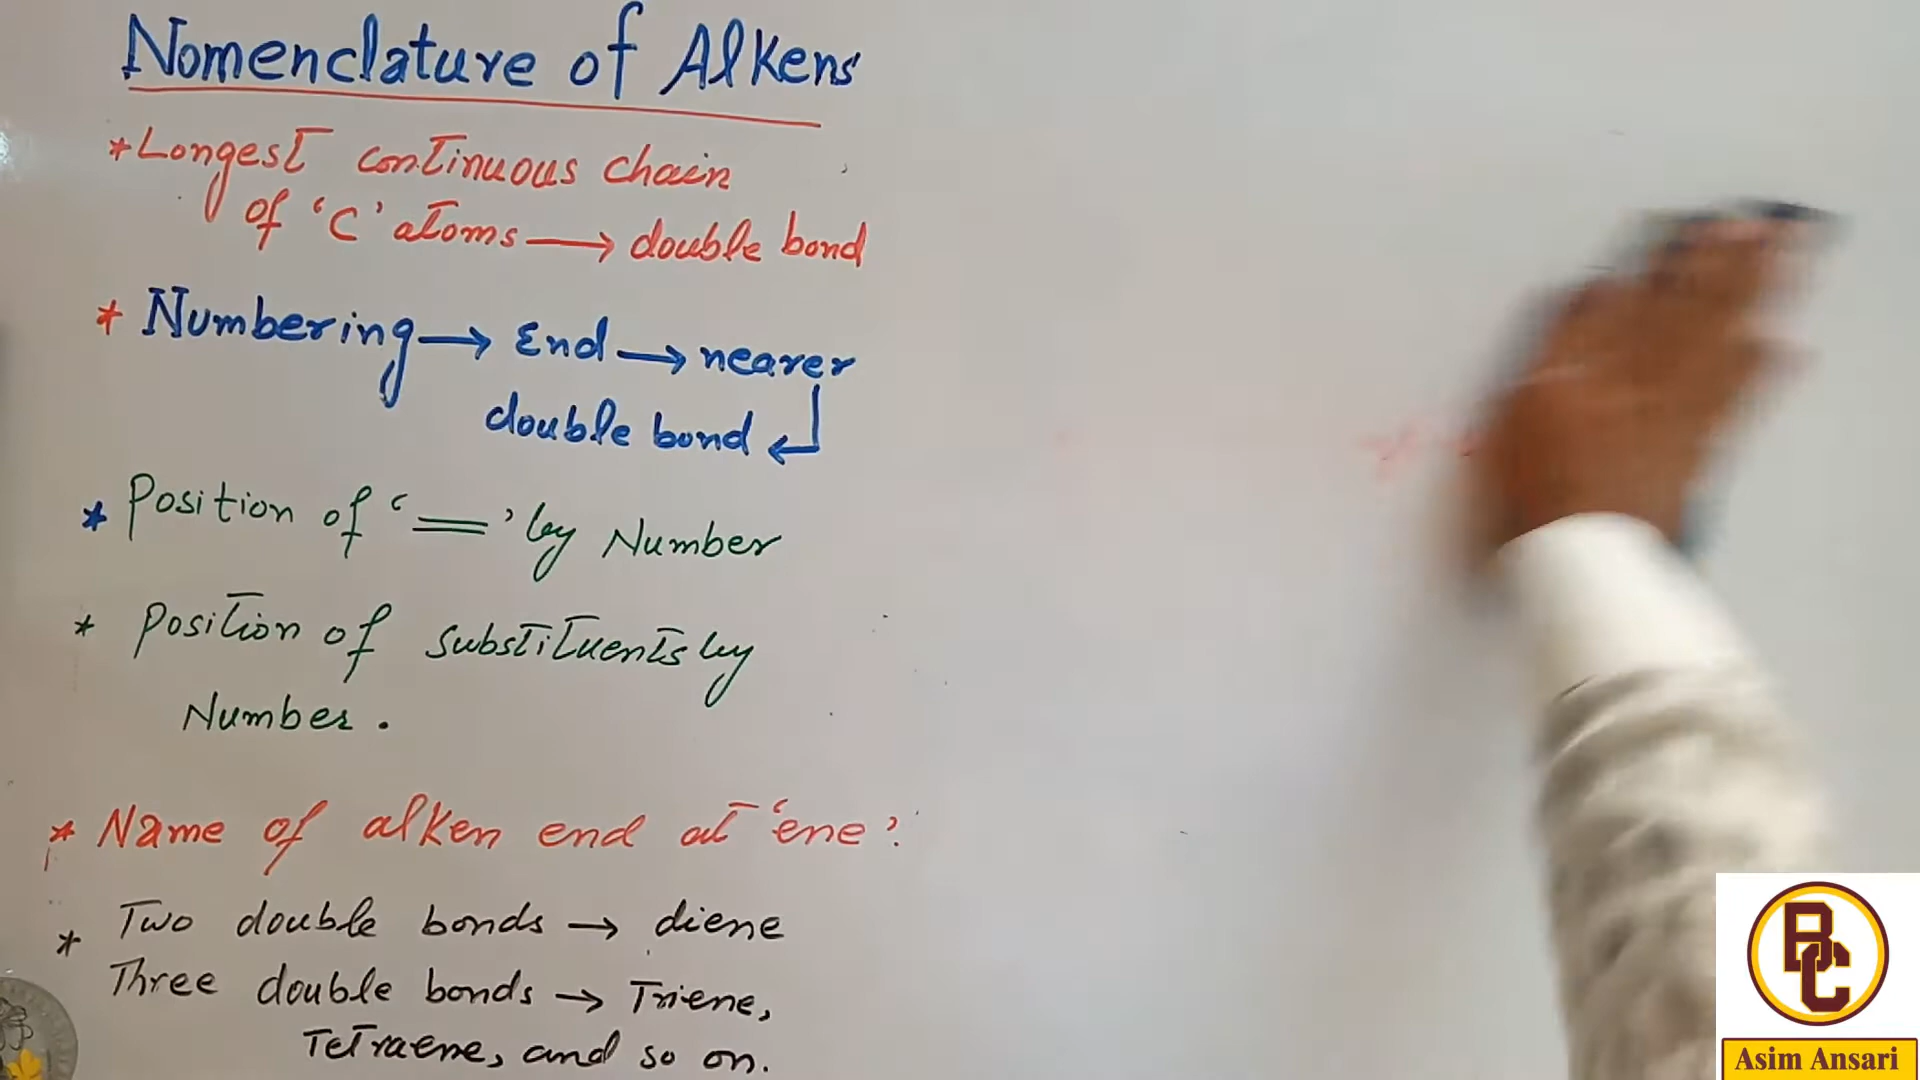 Nomenclature of Alkens
* Longest continuous chain
of 'C' atoms → double bond
* Numbering → End → nearer
double bond ↵
* Position of '═' by Number
* Position of substituents by
Number.
* Name of alken end at 'ene'.
* Two double bonds → diene
Three double bonds → Triene,
Tetraene, and so on.
BC
Asim Ansari